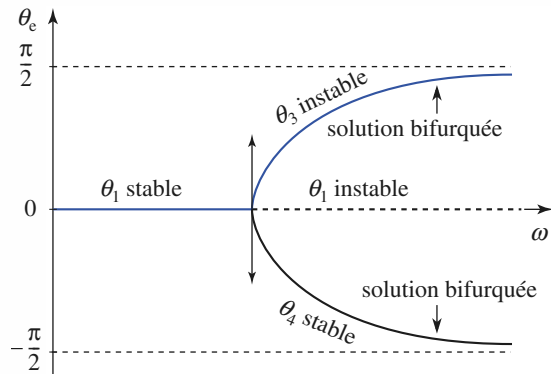 θe
π/2
θ3 instable
solution bifurquée
θ1 stable
θ1 instable
0
ω
solution bifurquée
θ4 stable
-π/2